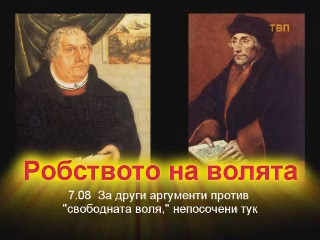 ТВП
Робството на волята
7.08 За други аргументи против
"свободната воля," непосочени тук